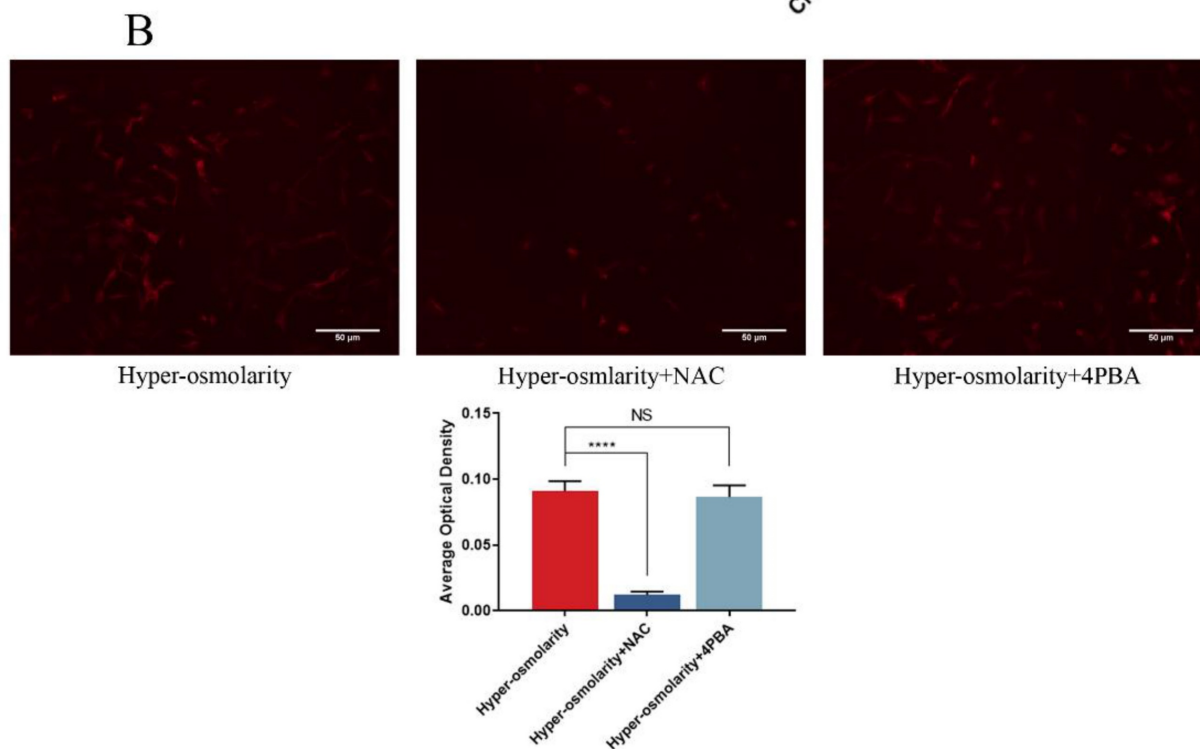 B
50 µm
50 µm
50 µm
Hyper-osmolarity
Hyper-osmlarity+NAC
Hyper-osmolarity+4PBA
Average Optical Density
0.15
0.10
0.05
0.00
NS
****
Hyper-osmolarity
Hyper-osmolarity+NAC
Hyper-osmolarity+4PBA